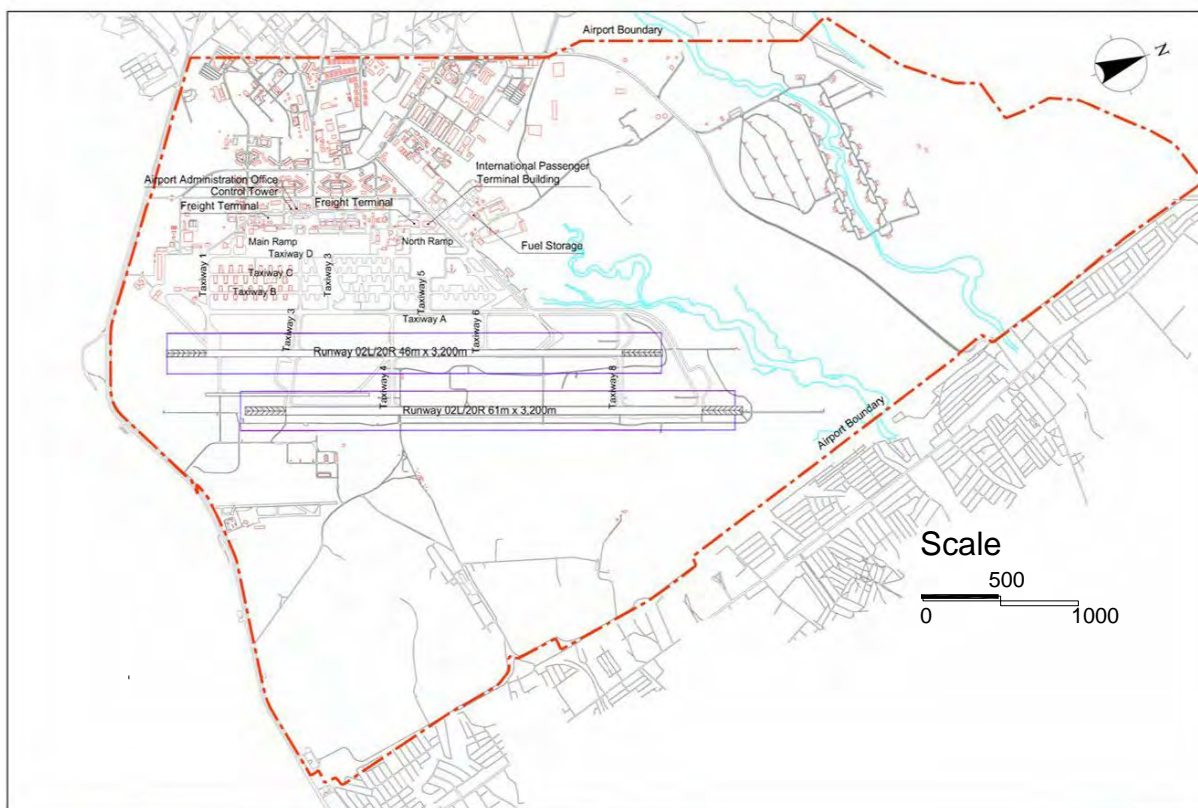 Airport Boundary
N
International Passenger
Terminal Building
Airport Administration Office
Control Tower
Freight Terminal
Freight Terminal
Fuel Storage
Main Ramp
North Ramp
Taxiway D
Taxiway 1
Taxiway 3
Taxiway C
Taxiway 5
Taxiway B
Taxiway A
Taxiway 3
Taxiway 6
Runway 02L/20R 46m x 3,200m
Taxiway 4
Taxiway 8
Runway 02L/20R 61m x 3,200m
Airport Boundary
Scale
500
0
1000